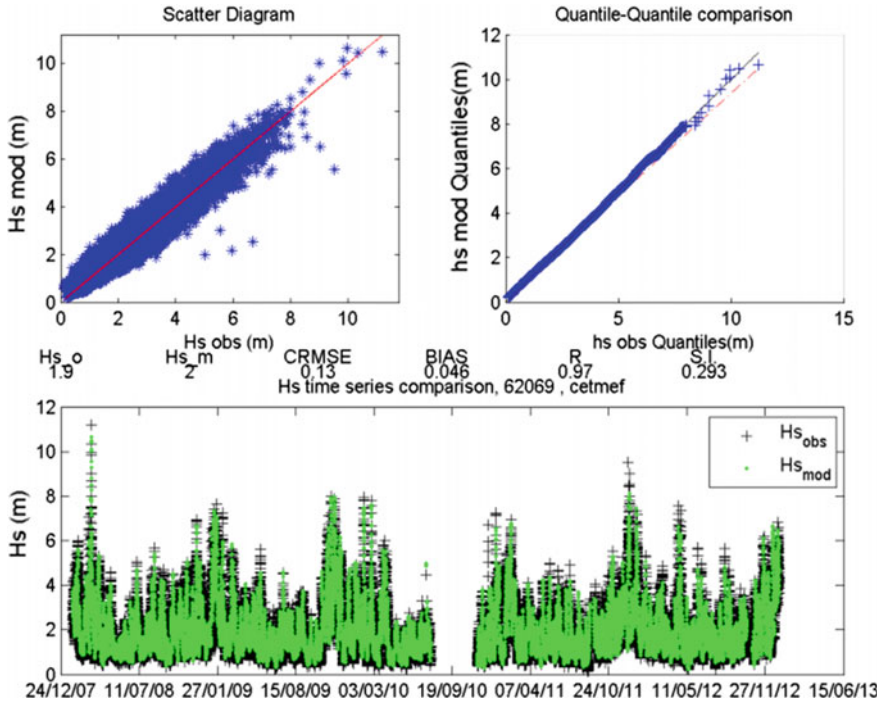 Scatter Diagram
Quantile-Quantile comparison
Hs mod (m)
10
8
6
4
2
0
0 2 4 6 8 10
Hs obs (m)
hs mod Quantiles(m)
12
10
8
6
4
2
0
0 5 10 15
hs obs Quantiles(m)
Hs_o Hs_m CRMSE BIAS R S.I.
1.9 2 0.13 0.046 0.97 0.293
Hs time series comparison, 62069 , cetmef
Hs (m)
12
10
8
6
4
2
0
Hs_obs
Hs_mod
24/12/07 11/07/08 27/01/09 15/08/09 03/03/10 19/09/10 07/04/11 24/10/11 11/05/12 27/11/12 15/06/13